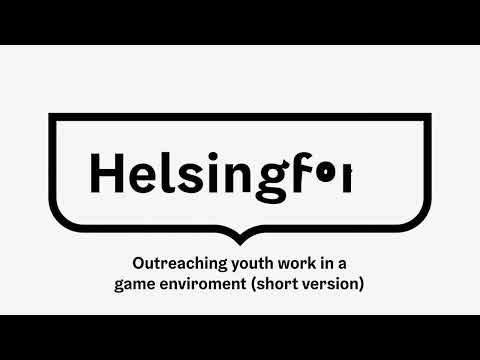 Helsingfor
Outreaching youth work in a
game enviroment (short version)